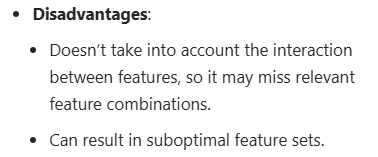 • Disadvantages:
• Doesn’t take into account the interaction
between features, so it may miss relevant
feature combinations.
• Can result in suboptimal feature sets.